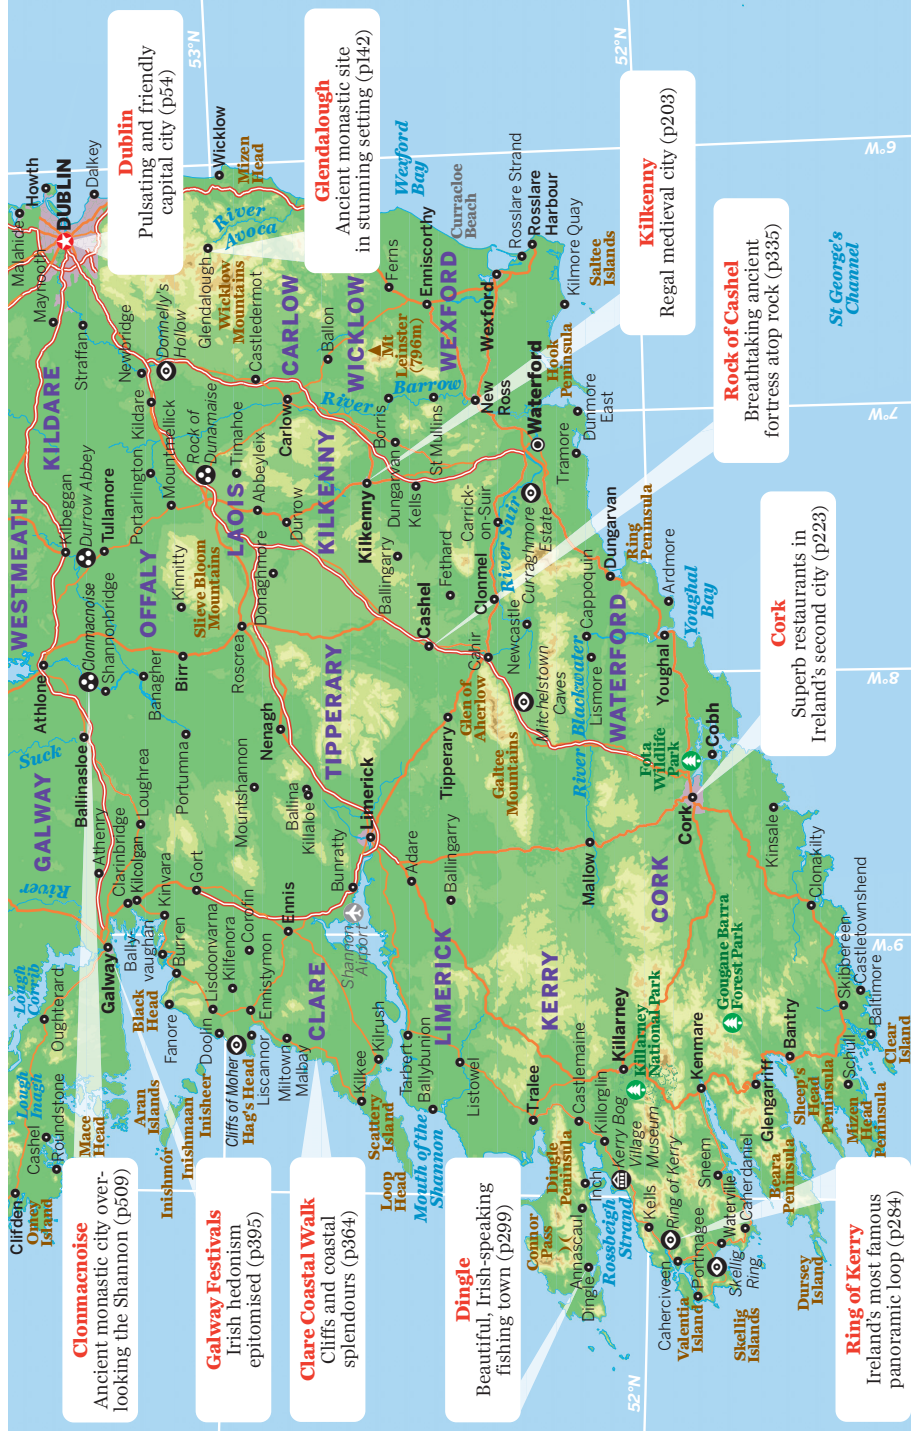 Clonmacnoise
Ancient monastic city over-
looking the Shannon (p509)
Galway Festivals
Irish hedonism
epitomised (p395)
Clare Coastal Walk
Cliffs and coastal
splendours (p364)
Dingle
Beautiful, Irish-speaking
fishing town (p299)
Ring of Kerry
Ireland's most famous
panoramic loop (p284)
Dublin
Pulsating and friendly
capital city (p54)
Glendalough
Ancient monastic site
in stunning setting (p142)
Kilkenny
Regal medieval city (p203)
Rock of Cashel
Breathtaking ancient
fortress atop rock (p335)
Cork
Superb restaurants in
Ireland's second city (p223)
Clifden
Omey
Island
Cashel
Roundstone
Lough
Inagh
Lough
Corrib
Oughterard
Mace
Head
Aran
Islands
Inishmór
Inishmaan
Inisheer
Galway
Black
Head
Fanore
Bally-
vaughan
Burren
Kinvara
Kilcolgan
Clarinbridge
Athenry
River
Suck
GALWAY
Ballinasloe
Athlone
WESTMEATH
Clonmacnoise
Shannonbridge
Loughrea
Banagher
Portumna
Birr
OFFALY
Kinnitty
Slieve Bloom
Mountains
Kilbeggan
Durrow Abbey
Tullamore
Portarlington
Mountmellick
KILDARE
Kildare
Newbridge
Straffan
Maynooth
Malahide
Howth
DUBLIN
Dalkey
53°N
Donnelly's
Hollow
Rock of
Dunamaise
LAOIS
Timahoe
Abbeyleix
Durrow
Donaghmore
Roscrea
Glendalough
Wicklow
Mountains
River
Avoca
Wicklow
Mizen
Head
Castledermot
CARLOW
Carlow
Ballon
WICKLOW
Mt
Leinster
(796m)
River
Barrow
Borris
St Mullins
Ferns
Enniscorthy
WEXFORD
Wexford
Bay
Curracloe
Beach
Wexford
Rosslare Strand
Rosslare
Harbour
Kilmore Quay
Saltee
Islands
New
Ross
Hook
Peninsula
Waterford
Dunmore
East
Tramore
KILKENNY
Kilkenny
Dungarvan
Kells
Ballingarry
Carrick-
on-Suir
River Suir
Curraghmore
Estate
Fethard
Clonmel
Cashel
Cahir
Newcastle
Cappoquin
Dungarvan
Ring
Peninsula
Ardmore
WATERFORD
Youghal
Youghal
Bay
Lismore
River Blackwater
Mitchelstown
Caves
Glen of
Aherlow
Galtee
Mountains
Tipperary
TIPPERARY
Nenagh
Mountshannon
Ballina
Killaloe
Limerick
Bunratty
Shannon
Airport
Ennis
Gort
Corofin
Kilfenora
Lisdoonvarna
Doolin
Cliffs of Moher
Hag's Head
Liscannor
Ennistymon
Miltown
Malbay
CLARE
Kilkee
Kilrush
Scattery
Island
Loop
Head
Mouth of the
Shannon
Tarbert
Ballybunion
LIMERICK
Listowel
Adare
Ballingarry
KERRY
Tralee
Castlemaine
Killorglin
Killarney
Killarney
National Park
Kerry Bog
Village
Museum
Dingle
Peninsula
Connor
Pass
Inch
Annascaul
Dingle
Rossbeigh
Strand
Kells
Ring of Kerry
Caherciveen
Portmagee
Valentia
Island
Waterville
Caherdaniel
Skellig
Ring
Skellig
Islands
Sneem
Kenmare
Glengarriff
Beara
Peninsula
Dursey
Island
Sheep's
Head
Peninsula
Mizen
Head
Peninsula
Bantry
Schull
Clear
Island
Baltimore
Castletownshend
Skibbereen
Clonakilty
Kinsale
Gougane Barra
Forest Park
CORK
Mallow
Cork
Cobh
Fota
Wildlife
Park
St George's
Channel
52°N
52°N
6°W
7°W
8°W
9°W